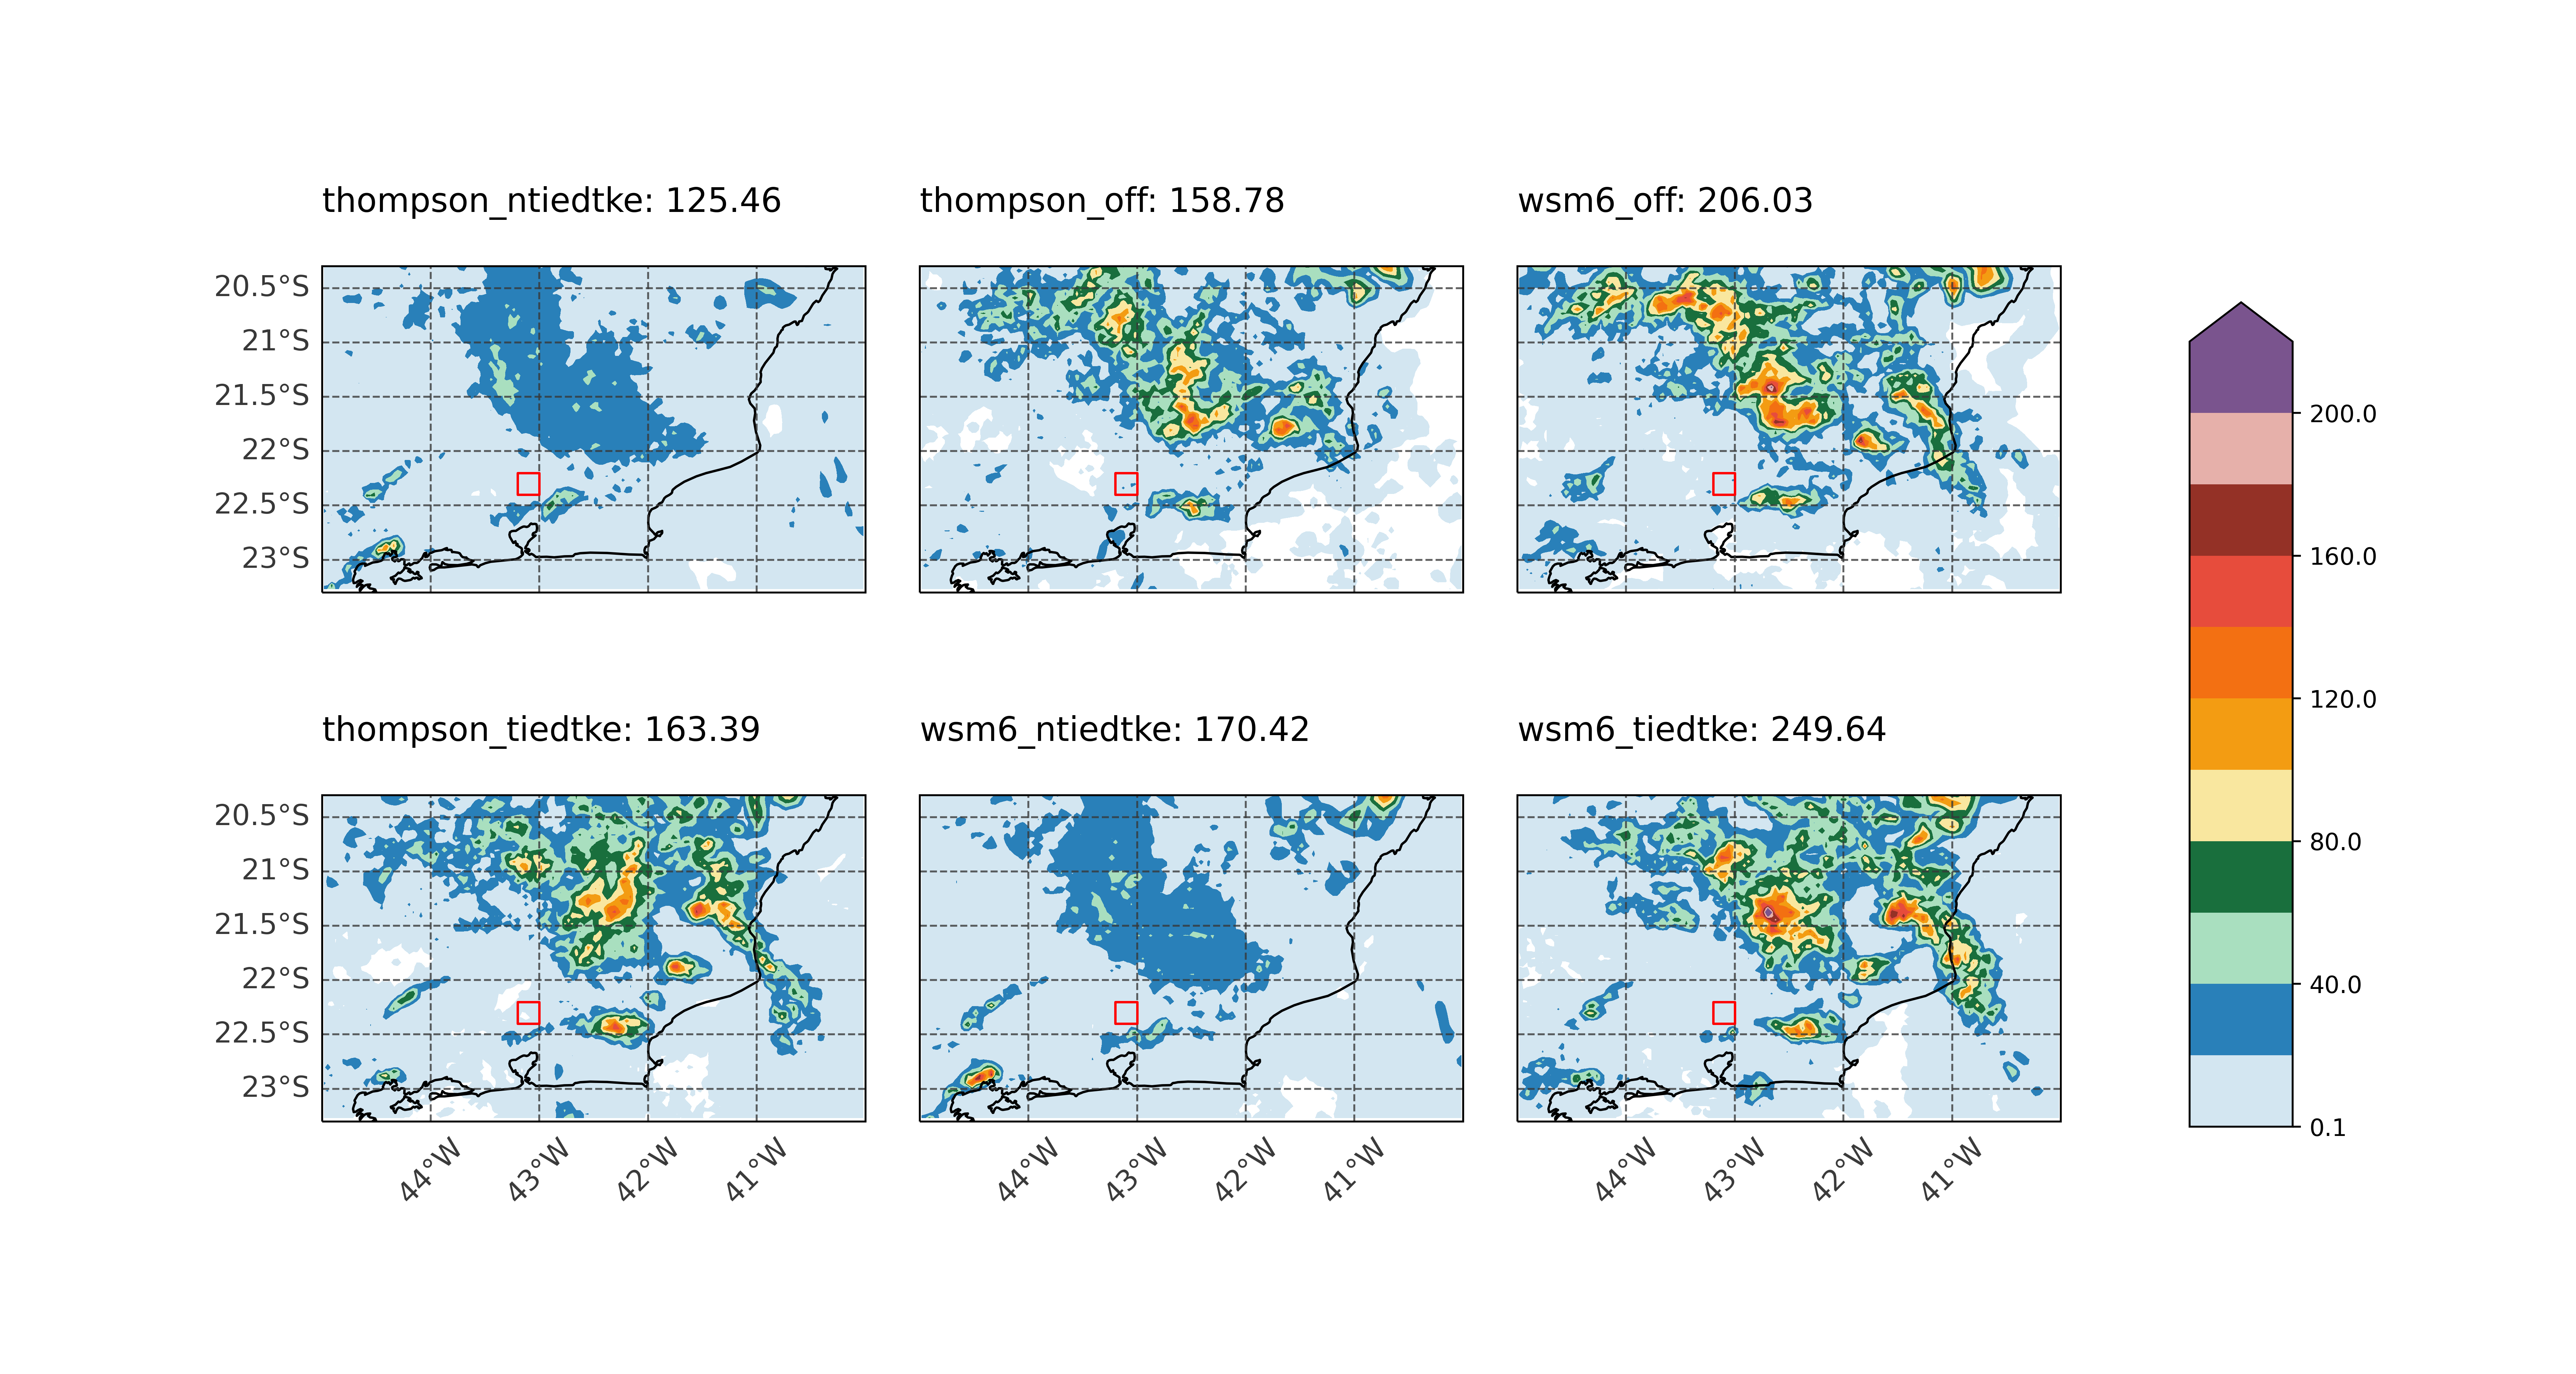 thompson_ntiedtke: 125.46
thompson_off: 158.78
wsm6_off: 206.03
20.5°S
21°S
21.5°S
22°S
22.5°S
23°S
thompson_tiedtke: 163.39
wsm6_ntiedtke: 170.42
wsm6_tiedtke: 249.64
20.5°S
21°S
21.5°S
22°S
22.5°S
23°S
44°W
43°W
42°W
41°W
44°W
43°W
42°W
41°W
44°W
43°W
42°W
41°W
200.0
160.0
120.0
80.0
40.0
0.1